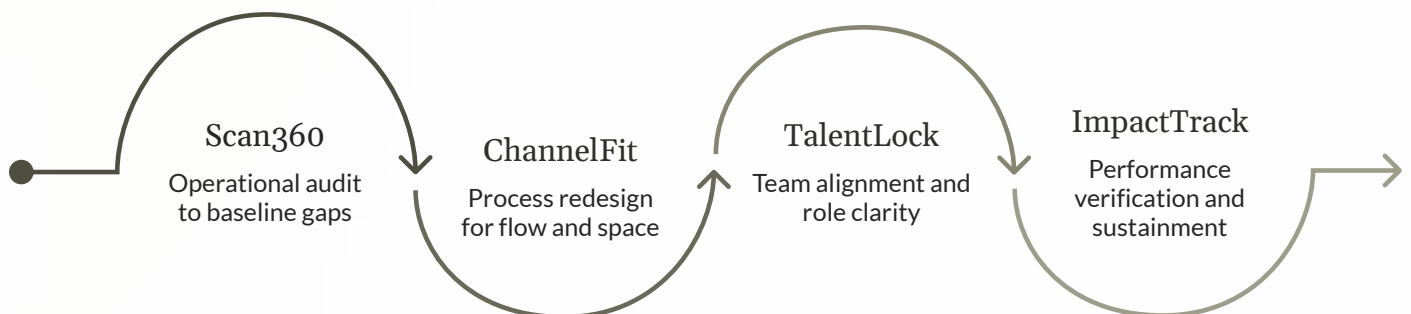 Scan360
Operational audit
to baseline gaps
ChannelFit
Process redesign
for flow and space
TalentLock
Team alignment and
role clarity
ImpactTrack
Performance
verification and
sustainment